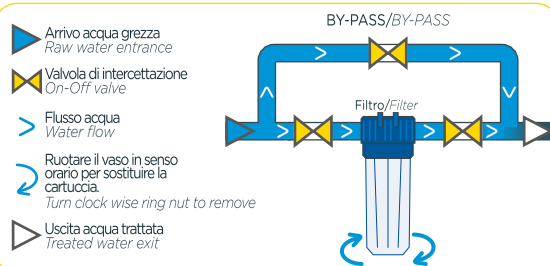 Arrivo acqua grezza
Raw water entrance
Valvola di intercettazione
On-Off valve
Flusso acqua
Water flow
Ruotare il vaso in senso
orario per sostituire la
cartuccia.
Turn clock wise ring nut to remove
Uscita acqua trattata
Treated water exit
BY-PASS/BY-PASS
Filtro/Filter